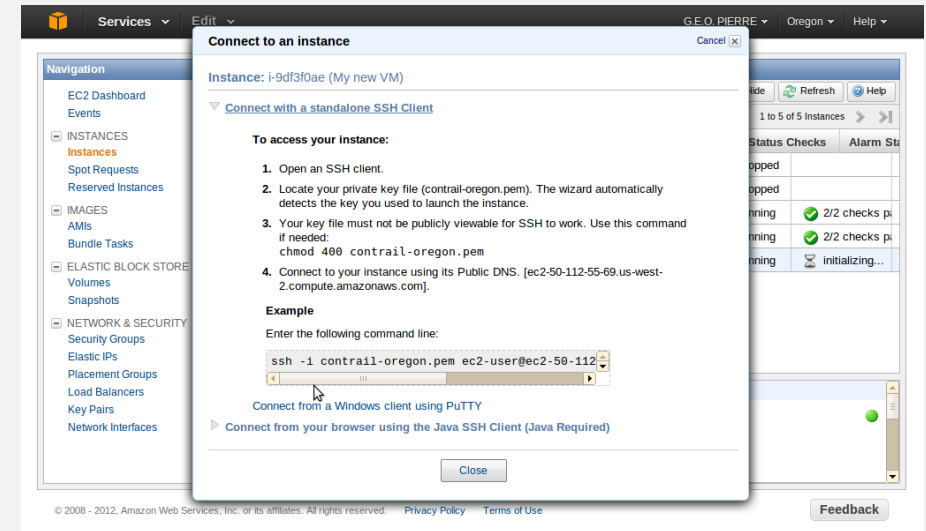 Services Edit G.E.O. PIERRE Oregon Help
Connect to an instance Cancel
Instance: i-9df3f0ae (My new VM)
Connect with a standalone SSH Client
To access your instance:
1. Open an SSH client.
2. Locate your private key file (contrail-oregon.pem). The wizard automatically
detects the key you used to launch the instance.
3. Your key file must not be publicly viewable for SSH to work. Use this command
if needed:
chmod 400 contrail-oregon.pem
4. Connect to your instance using its Public DNS. [ec2-50-112-55-69.us-west-
2.compute.amazonaws.com].
Example
Enter the following command line:
ssh -i contrail-oregon.pem ec2-user@ec2-50-112
Connect from a Windows client using PuTTY
Connect from your browser using the Java SSH Client (Java Required)
Close
Navigation
EC2 Dashboard
Events
INSTANCES
Instances
Spot Requests
Reserved Instances
IMAGES
AMIs
Bundle Tasks
ELASTIC BLOCK STORE
Volumes
Snapshots
NETWORK & SECURITY
Security Groups
Elastic IPs
Placement Groups
Load Balancers
Key Pairs
Network Interfaces
Refresh Help
1 to 5 of 5 Instances
Status Checks Alarm
2/2 checks
2/2 checks
initializing...
© 2008 - 2012, Amazon Web Services, Inc. or its affiliates. All rights reserved. Privacy Policy Terms of Use
Feedback